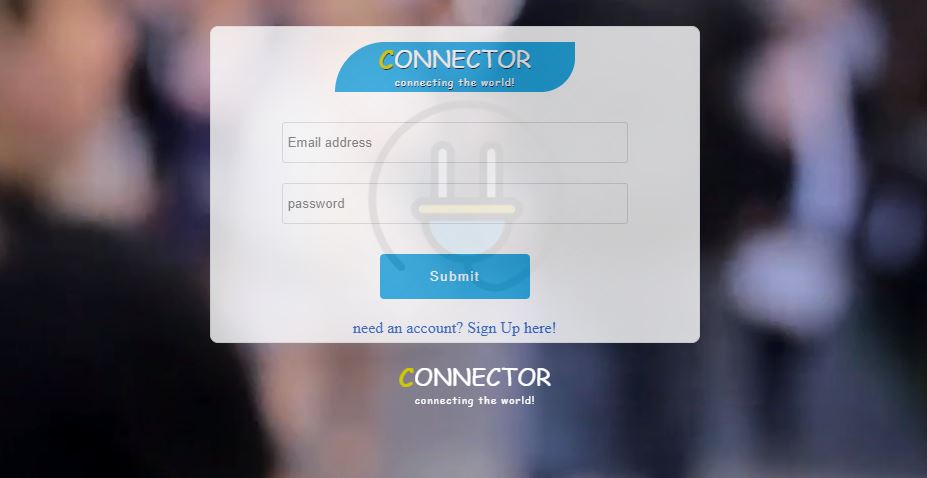 CONNECTOR
connecting the world!
Email address
password
Submit
need an account? Sign Up here!
CONNECTOR
connecting the world!